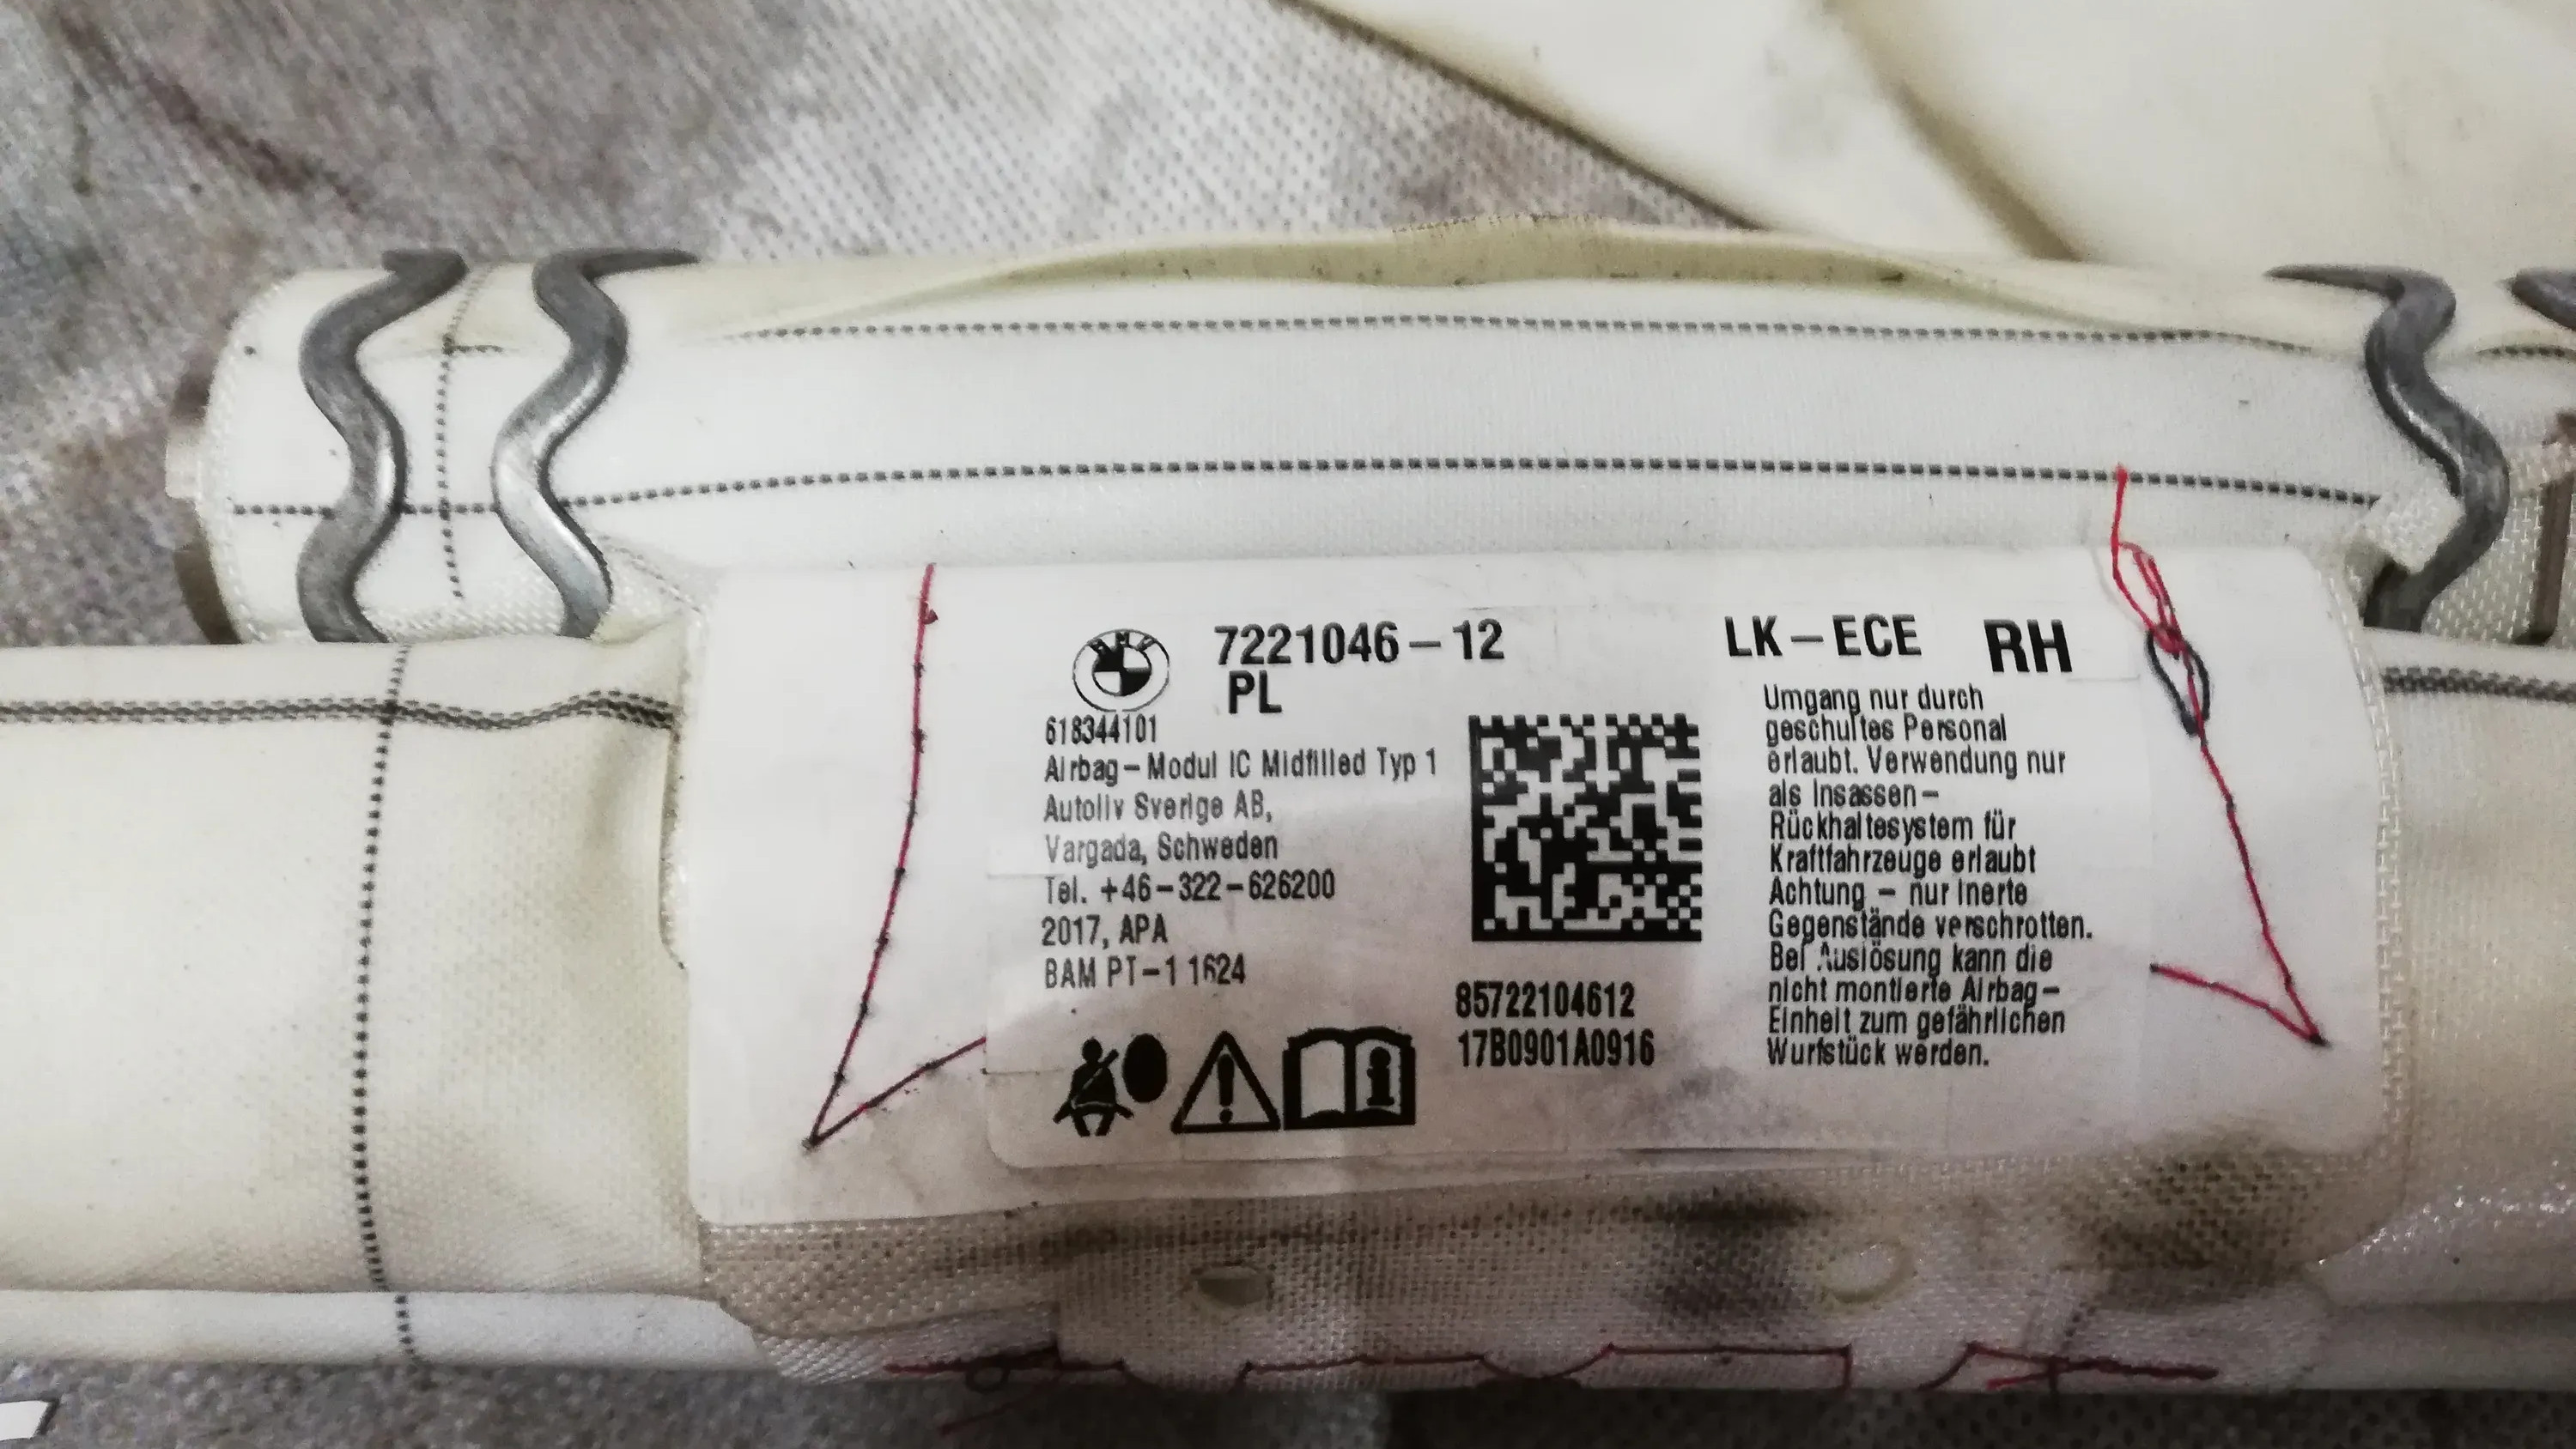 BMW
7221046-12
PL
LK-ECE RH
618344101
Airbag-Modul IC Midfilled Typ 1
Autoliv Sverige AB,
Vargada, Schweden
Tel. +46-322-626200
2017, APA
BAM PT-1 1624
85722104612
17B0901A0916
Umgang nur durch
geschultes Personal
erlaubt. Verwendung nur
als Insassen-
Rückhaltesystem für
Kraftfahrzeuge erlaubt
Achtung - nur inerte
Gegenstände verschrotten.
Bei Auslösung kann die
nicht montierte Airbag-
Einheit zum gefährlichen
Wurfstück werden.